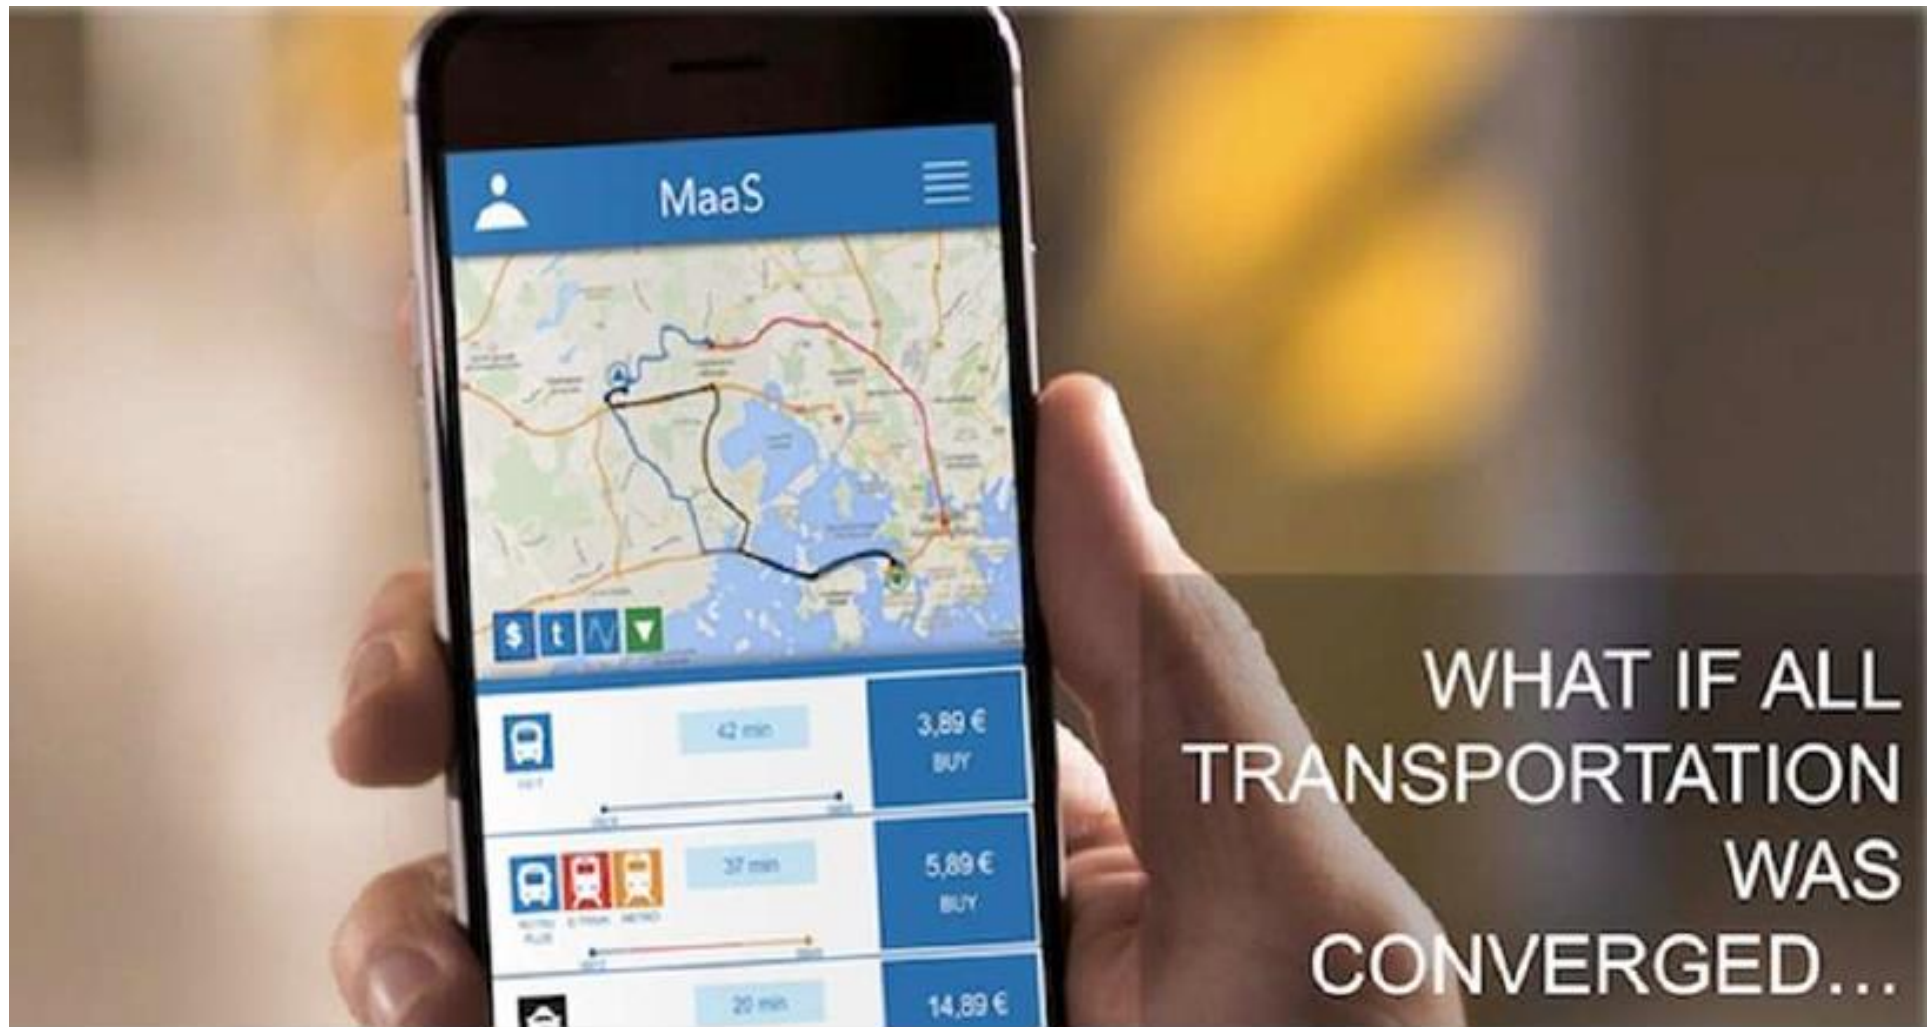 MaaS
$ t
42 min
3,89 €
BUY
37 min
5,89 €
BUY
METRO
20 min
14,89 €
WHAT IF ALL
TRANSPORTATION
WAS
CONVERGED...